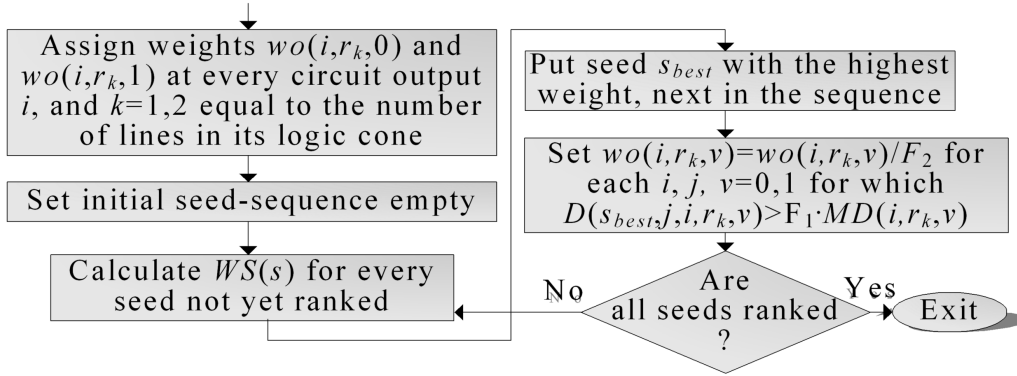 Assign weights wo(i,rₖ,0) and
wo(i,rₖ,1) at every circuit output
i, and k=1,2 equal to the number
of lines in its logic cone
Set initial seed-sequence empty
Calculate WS(s) for every
seed not yet ranked
Put seed s_best with the highest
weight, next in the sequence
Set wo(i,rₖ,v)=wo(i,rₖ,v)/F₂ for
each i, j, v=0,1 for which
D(s_best,j,i,rₖ,v)>F₁·MD(i,rₖ,v)
Are
all seeds ranked
?
No
Yes
Exit